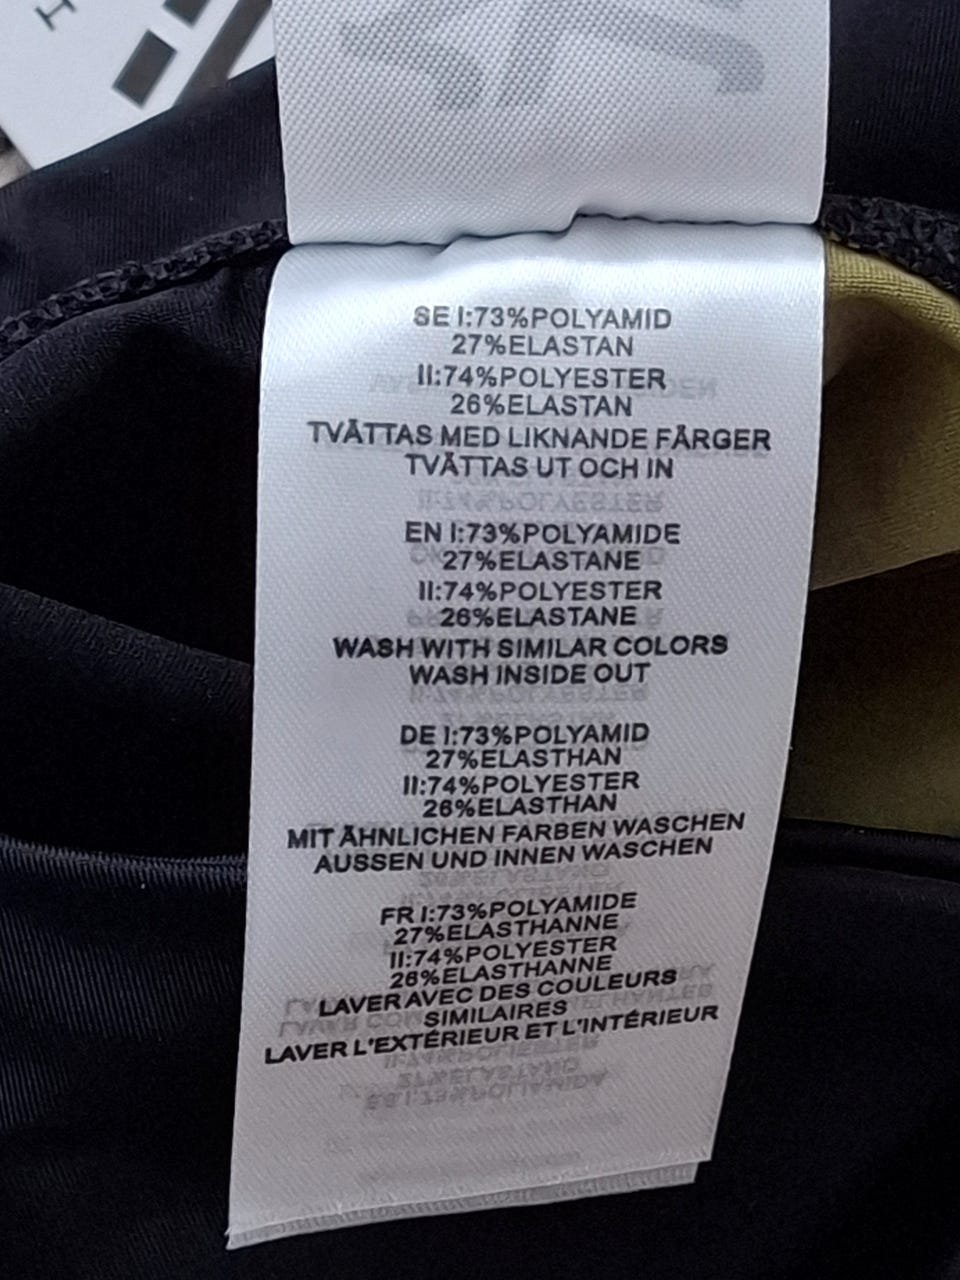 H
SE I:73%POLYAMID
27%ELASTAN
II:74%POLYESTER
26%ELASTAN
TVÄTTAS MED LIKNANDE FÄRGER
TVÄTTAS UT OCH IN
EN I:73%POLYAMIDE
27%ELASTANE
II:74%POLYESTER
26%ELASTANE
WASH WITH SIMILAR COLORS
WASH INSIDE OUT
DE I:73%POLYAMID
27%ELASTHAN
II:74%POLYESTER
26%ELASTHAN
MIT ÄHNLICHEN FARBEN WASCHEN
AUSSEN UND INNEN WASCHEN
FR I:73%POLYAMIDE
27%ELASTHANNE
II:74%POLYESTER
26%ELASTHANNE
LAVER AVEC DES COULEURS
SIMILAIRES
LAVER L'EXTÉRIEUR ET L'INTÉRIEUR